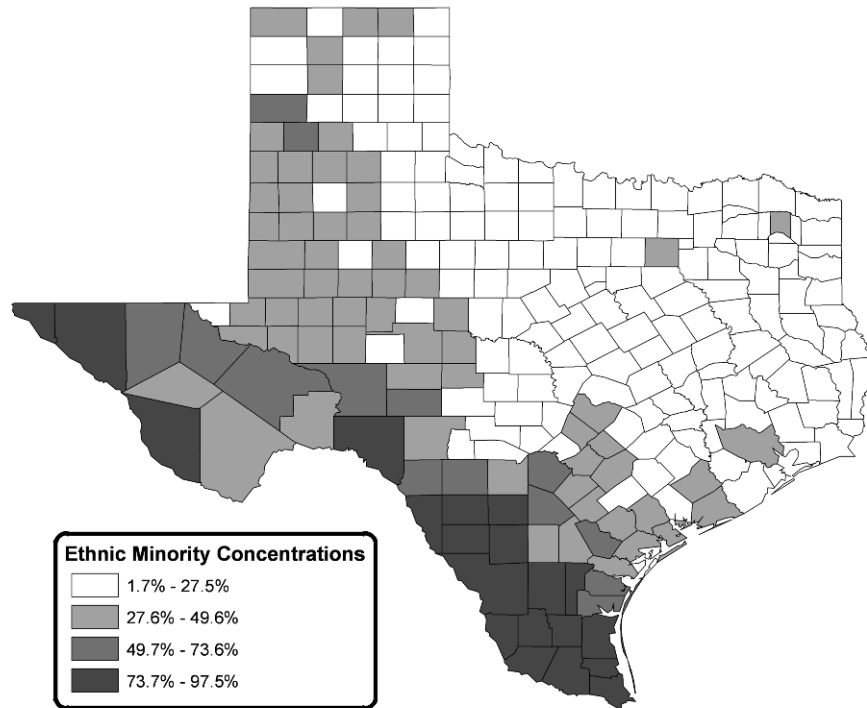 Ethnic Minority Concentrations
1.7% - 27.5%
27.6% - 49.6%
49.7% - 73.6%
73.7% - 97.5%